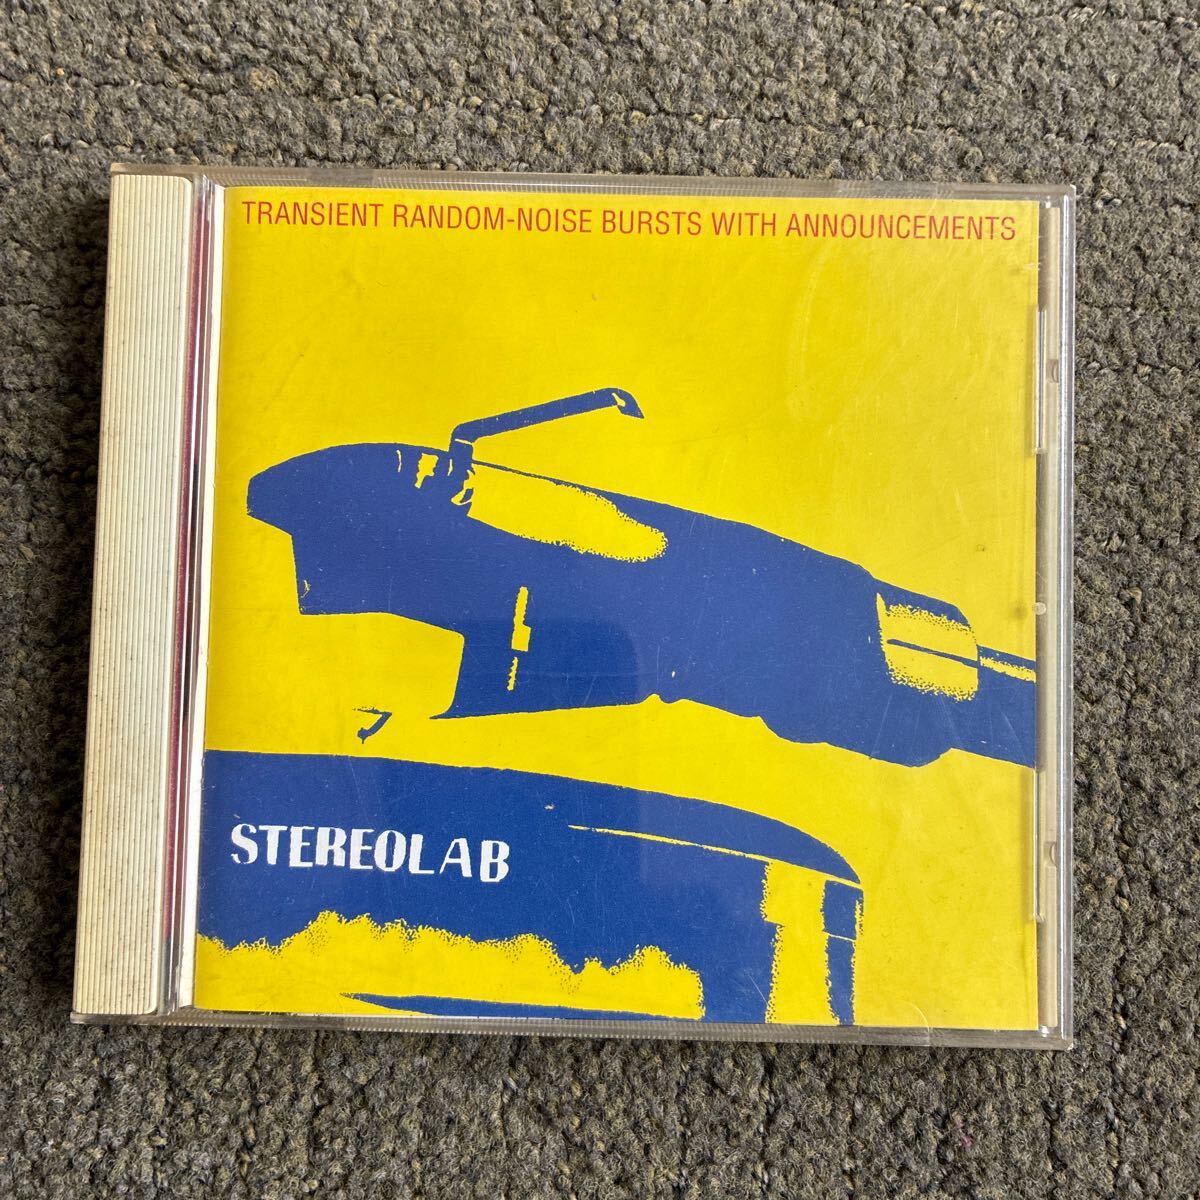 TRANSIENT RANDOM-NOISE BURSTS WITH ANNOUNCEMENTS
STEREOLAB